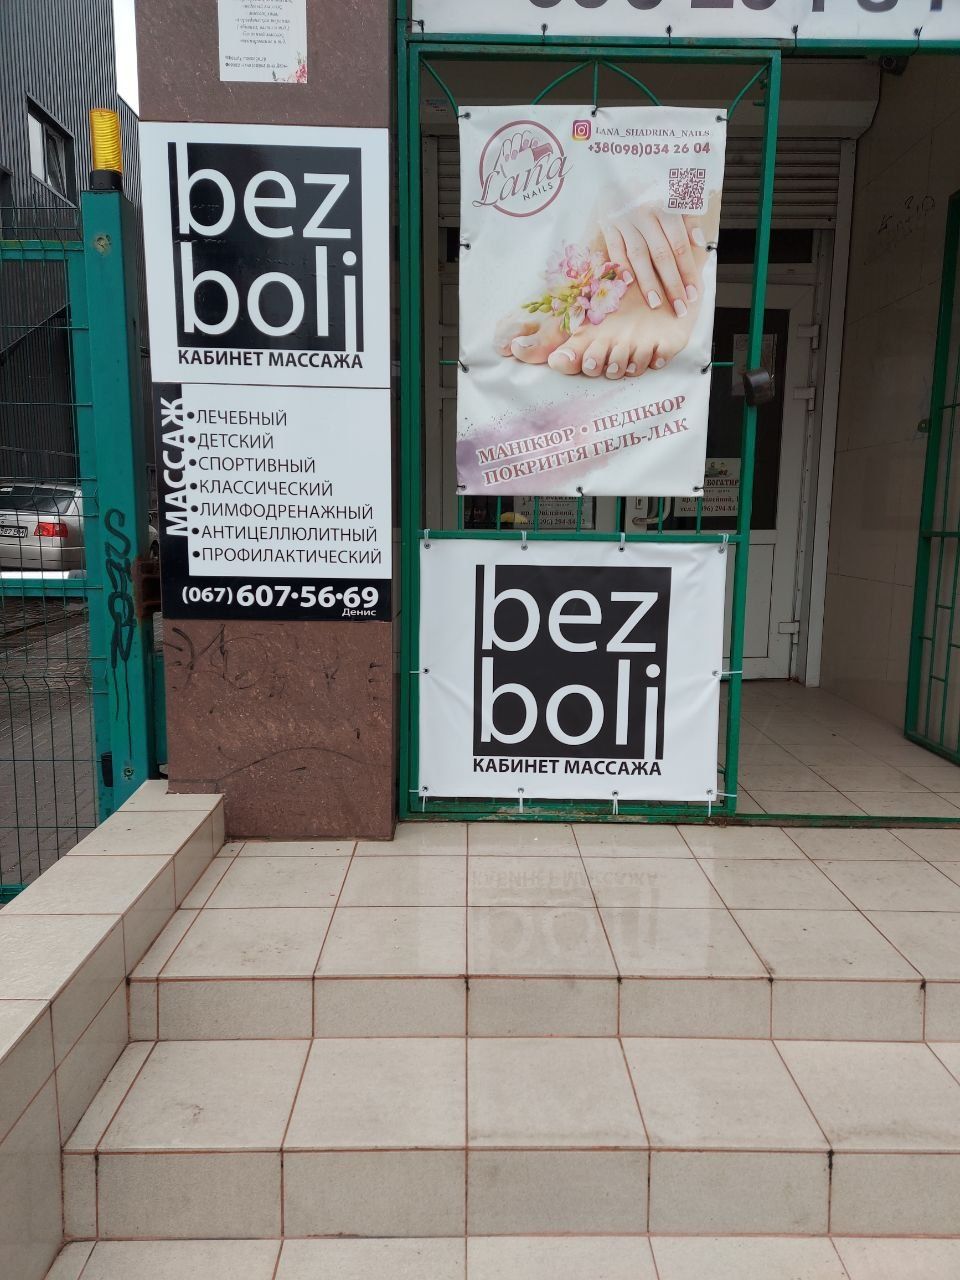 bez
boli
КАБИНЕТ МАССАЖА
МАССАЖ
•ЛЕЧЕБНЫЙ
•ДЕТСКИЙ
•СПОРТИВНЫЙ
•КЛАССИЧЕСКИЙ
•ЛИМФОДРЕНАЖНЫЙ
•АНТИЦЕЛЛЮЛИТНЫЙ
•ПРОФИЛАКТИЧЕСКИЙ
(067) 607•56•69
Денис
Lana
NAILS
LANA_SHADRINA_NAILS
+38(098)034 26 04
МАНІКЮР • ПЕДІКЮР
ПОКРИТТЯ ГЕЛЬ-ЛАК
bez
boli
КАБИНЕТ МАССАЖА